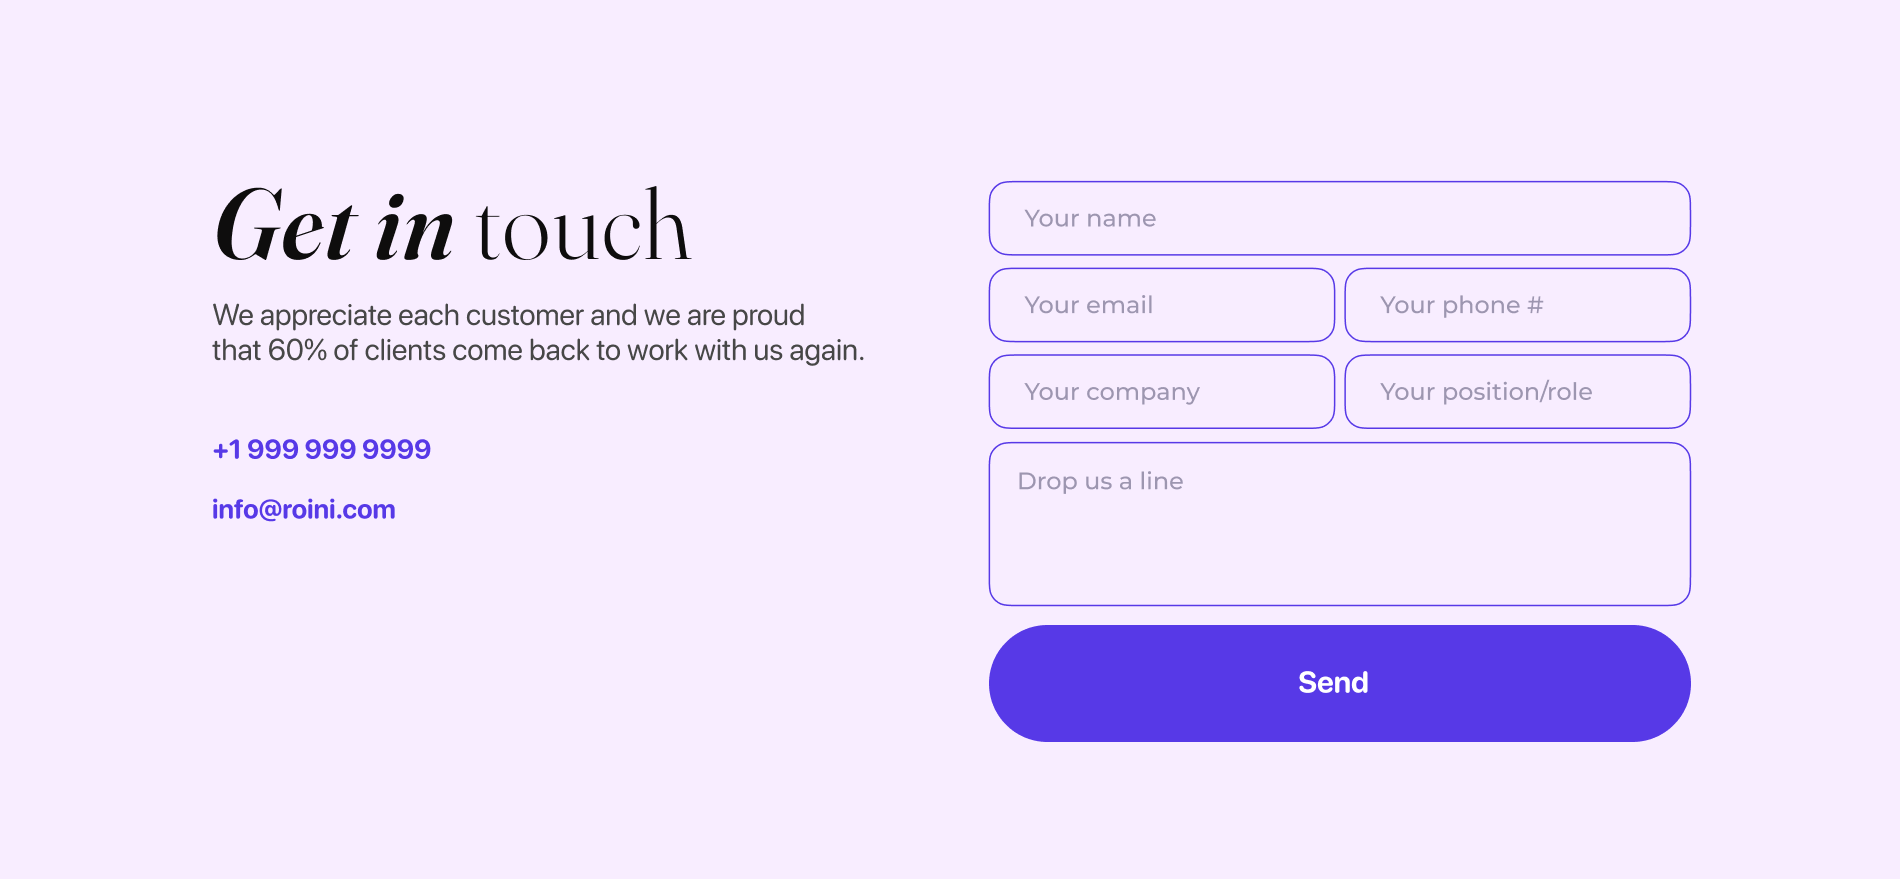 Get in touch
We appreciate each customer and we are proud
that 60% of clients come back to work with us again.
+1 999 999 9999
info@roini.com
Your name
Your email
Your phone #
Your company
Your position/role
Drop us a line
Send